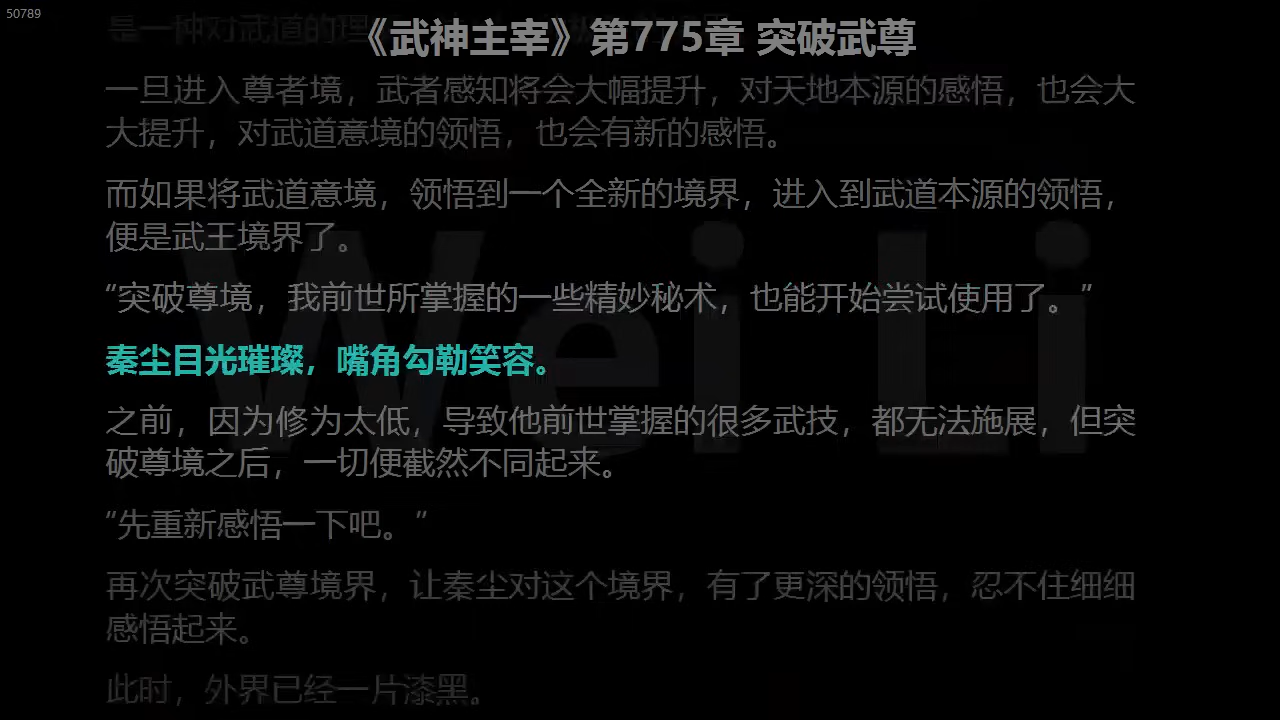 50789
是一种对武道的理
《武神主宰》第775章 突破武尊
一旦进入尊者境，武者感知将会大幅提升，对天地本源的感悟，也会大
大提升，对武道意境的领悟，也会有新的感悟。
而如果将武道意境，领悟到一个全新的境界，进入到武道本源的领悟，
便是武王境界了。
“突破尊境，我前世所掌握的一些精妙秘术，也能开始尝试使用了。”
秦尘目光璀璨，嘴角勾勒笑容。
之前，因为修为太低，导致他前世掌握的很多武技，都无法施展，但突
破尊境之后，一切便截然不同起来。
“先重新感悟一下吧。”
再次突破武尊境界，让秦尘对这个境界，有了更深的领悟，忍不住细细
感悟起来。
此时，外界已经一片漆黑。
Wei Li